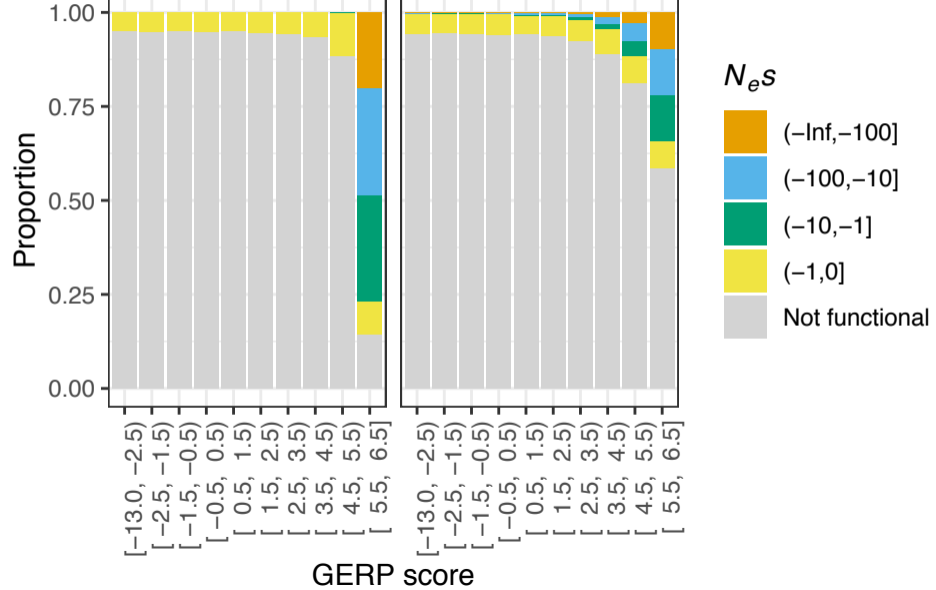 1.00
0.75
0.50
0.25
0.00
Proportion
[−13.0, −2.5)
[−2.5, −1.5)
[−1.5, −0.5)
[−0.5, 0.5)
[ 0.5, 1.5)
[ 1.5, 2.5)
[ 2.5, 3.5)
[ 3.5, 4.5)
[ 4.5, 5.5)
[ 5.5, 6.5]
[−13.0, −2.5)
[−2.5, −1.5)
[−1.5, −0.5)
[−0.5, 0.5)
[ 0.5, 1.5)
[ 1.5, 2.5)
[ 2.5, 3.5)
[ 3.5, 4.5)
[ 4.5, 5.5)
[ 5.5, 6.5]
GERP score
Nₑs
(−Inf,−100]
(−100,−10]
(−10,−1]
(−1,0]
Not functional